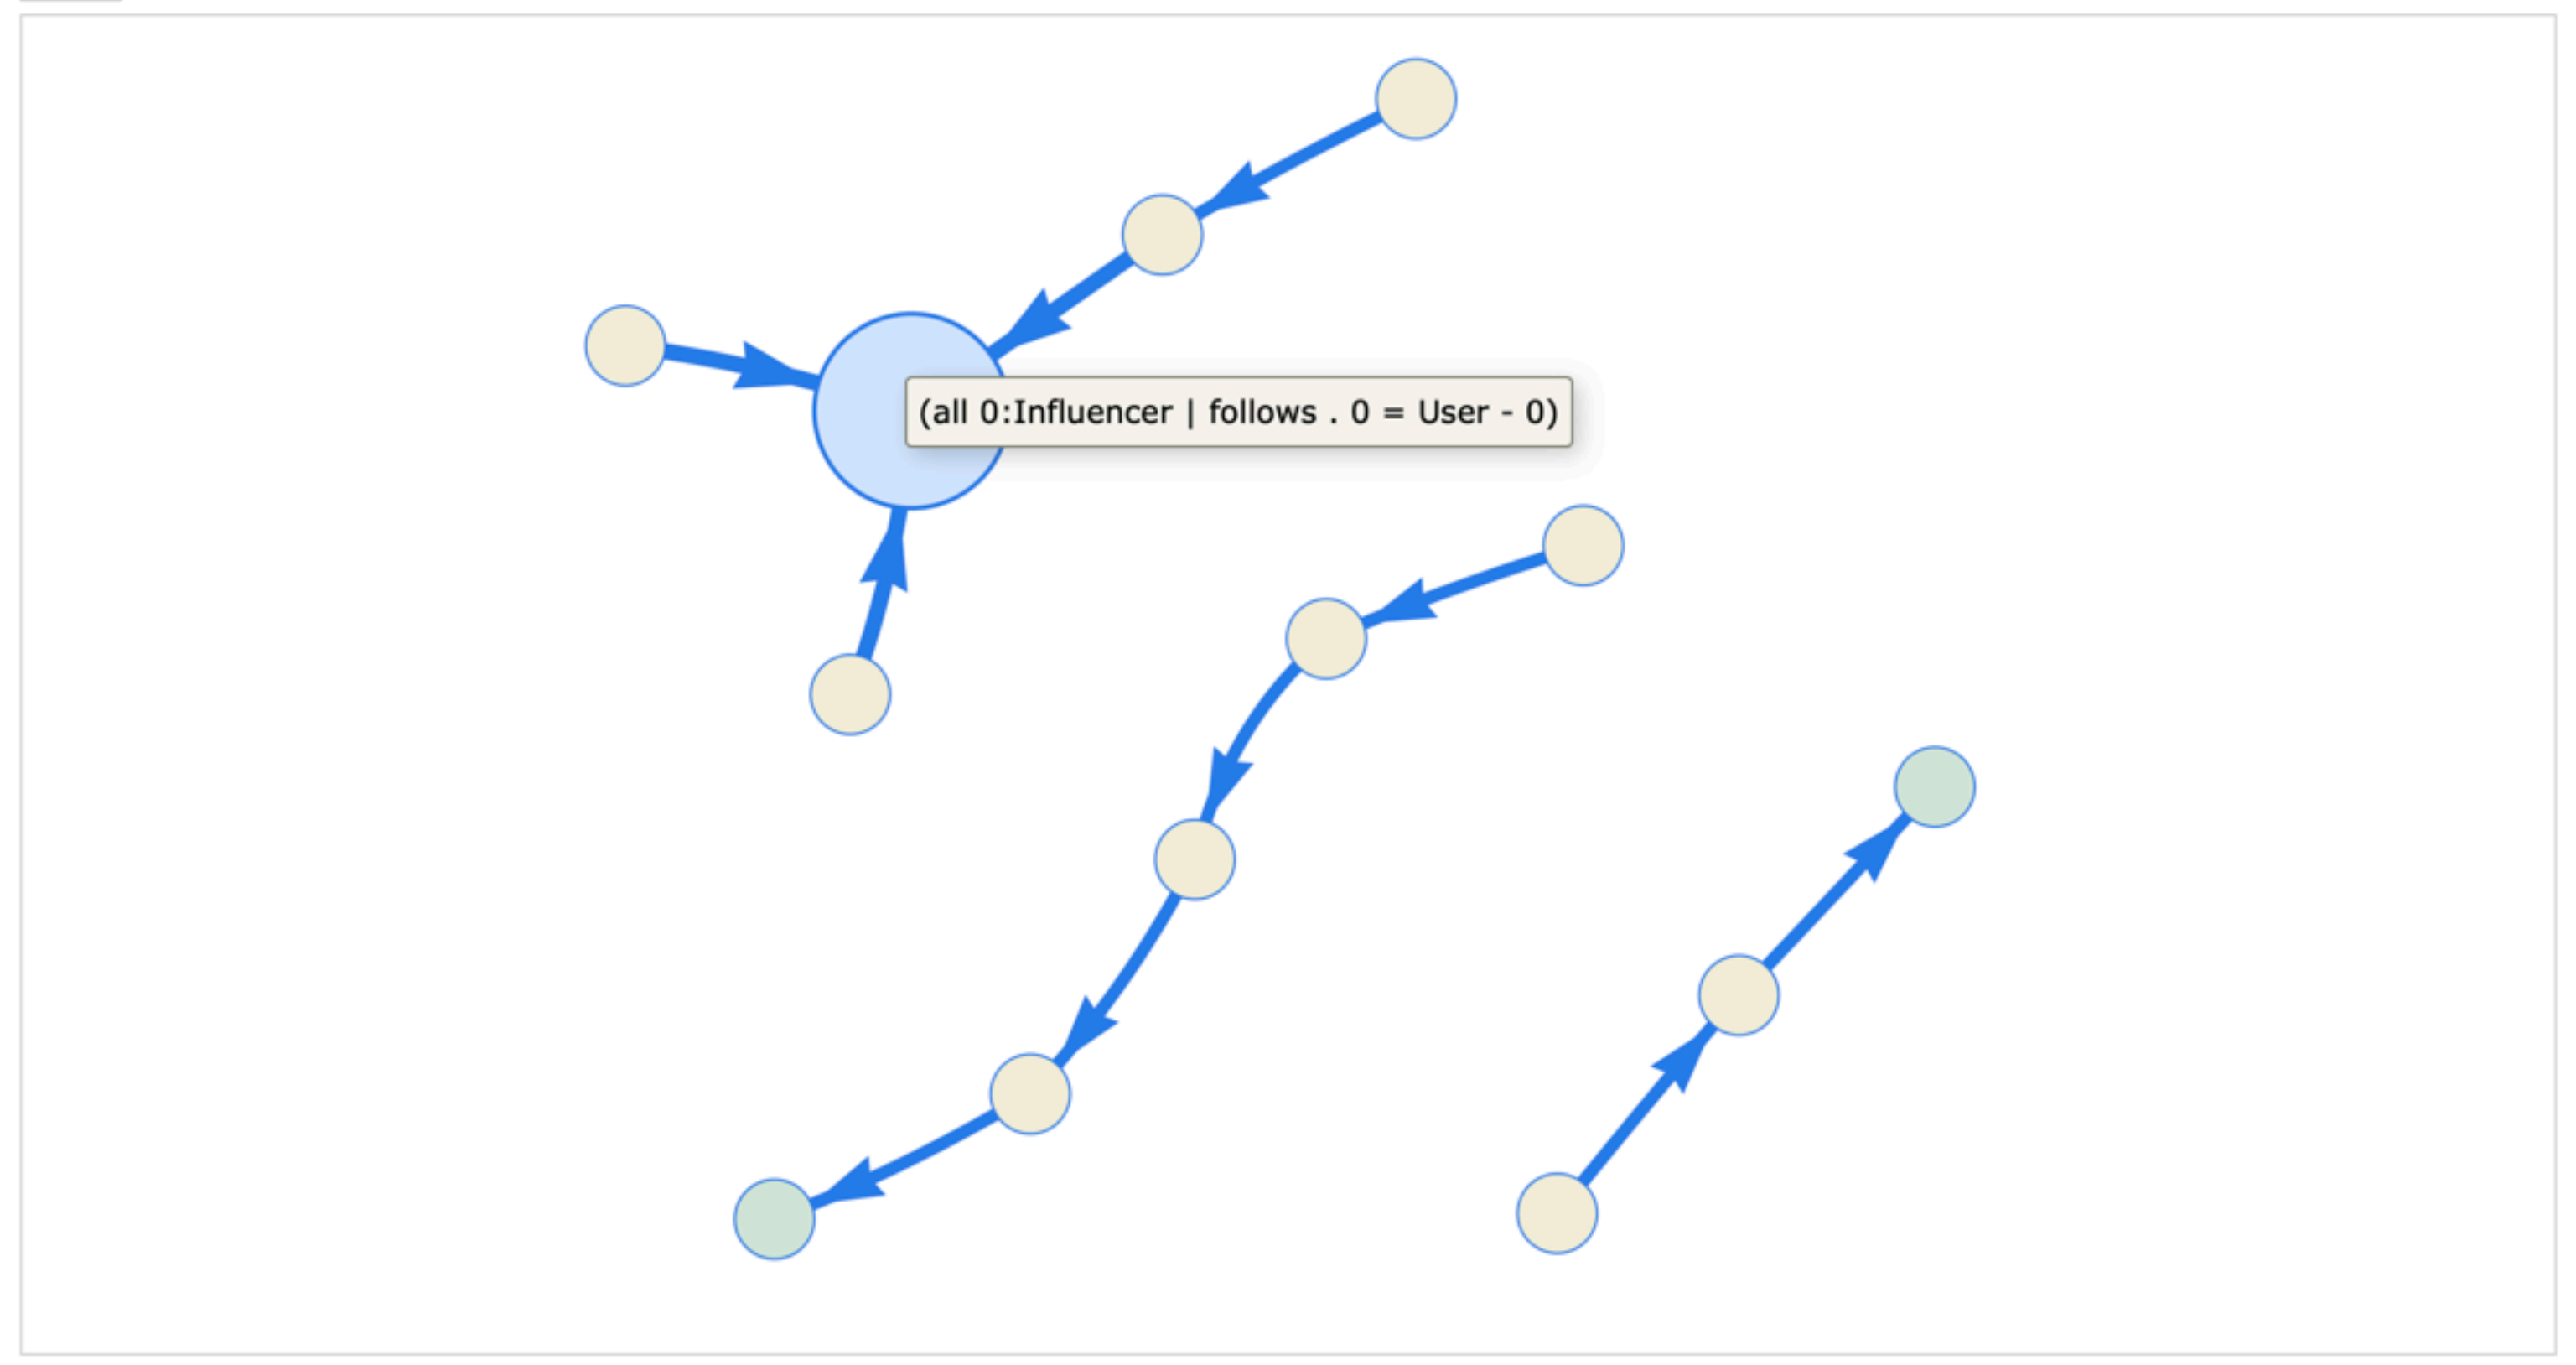 (all 0:Influencer | follows . 0 = User - 0)